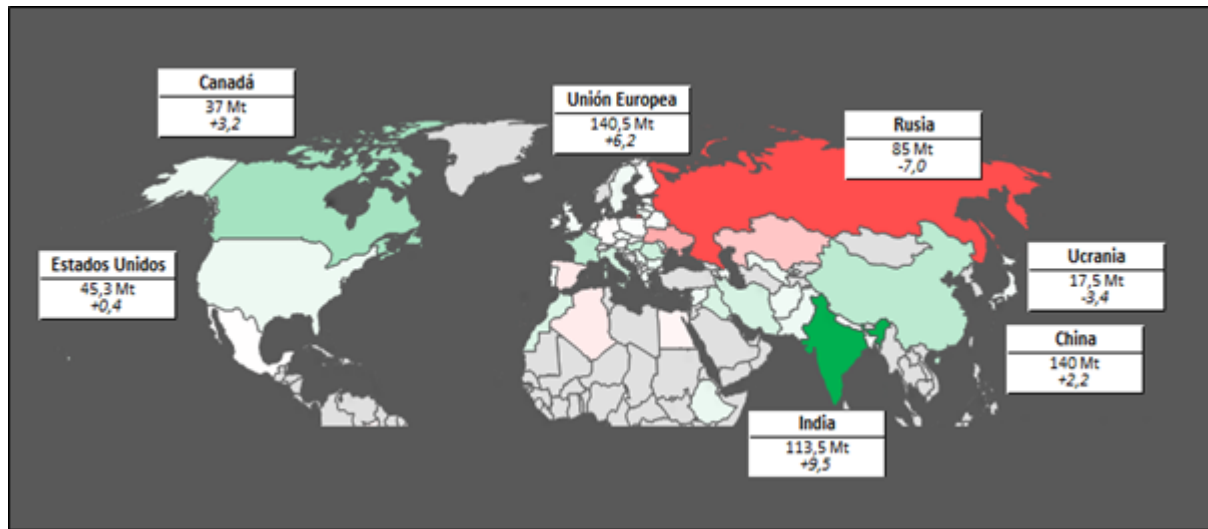 Canadá
37 Mt
+3,2
Unión Europea
140,5 Mt
+6,2
Rusia
85 Mt
-7,0
Estados Unidos
45,3 Mt
+0,4
Ucrania
17,5 Mt
-3,4
China
140 Mt
+2,2
India
113,5 Mt
+9,5